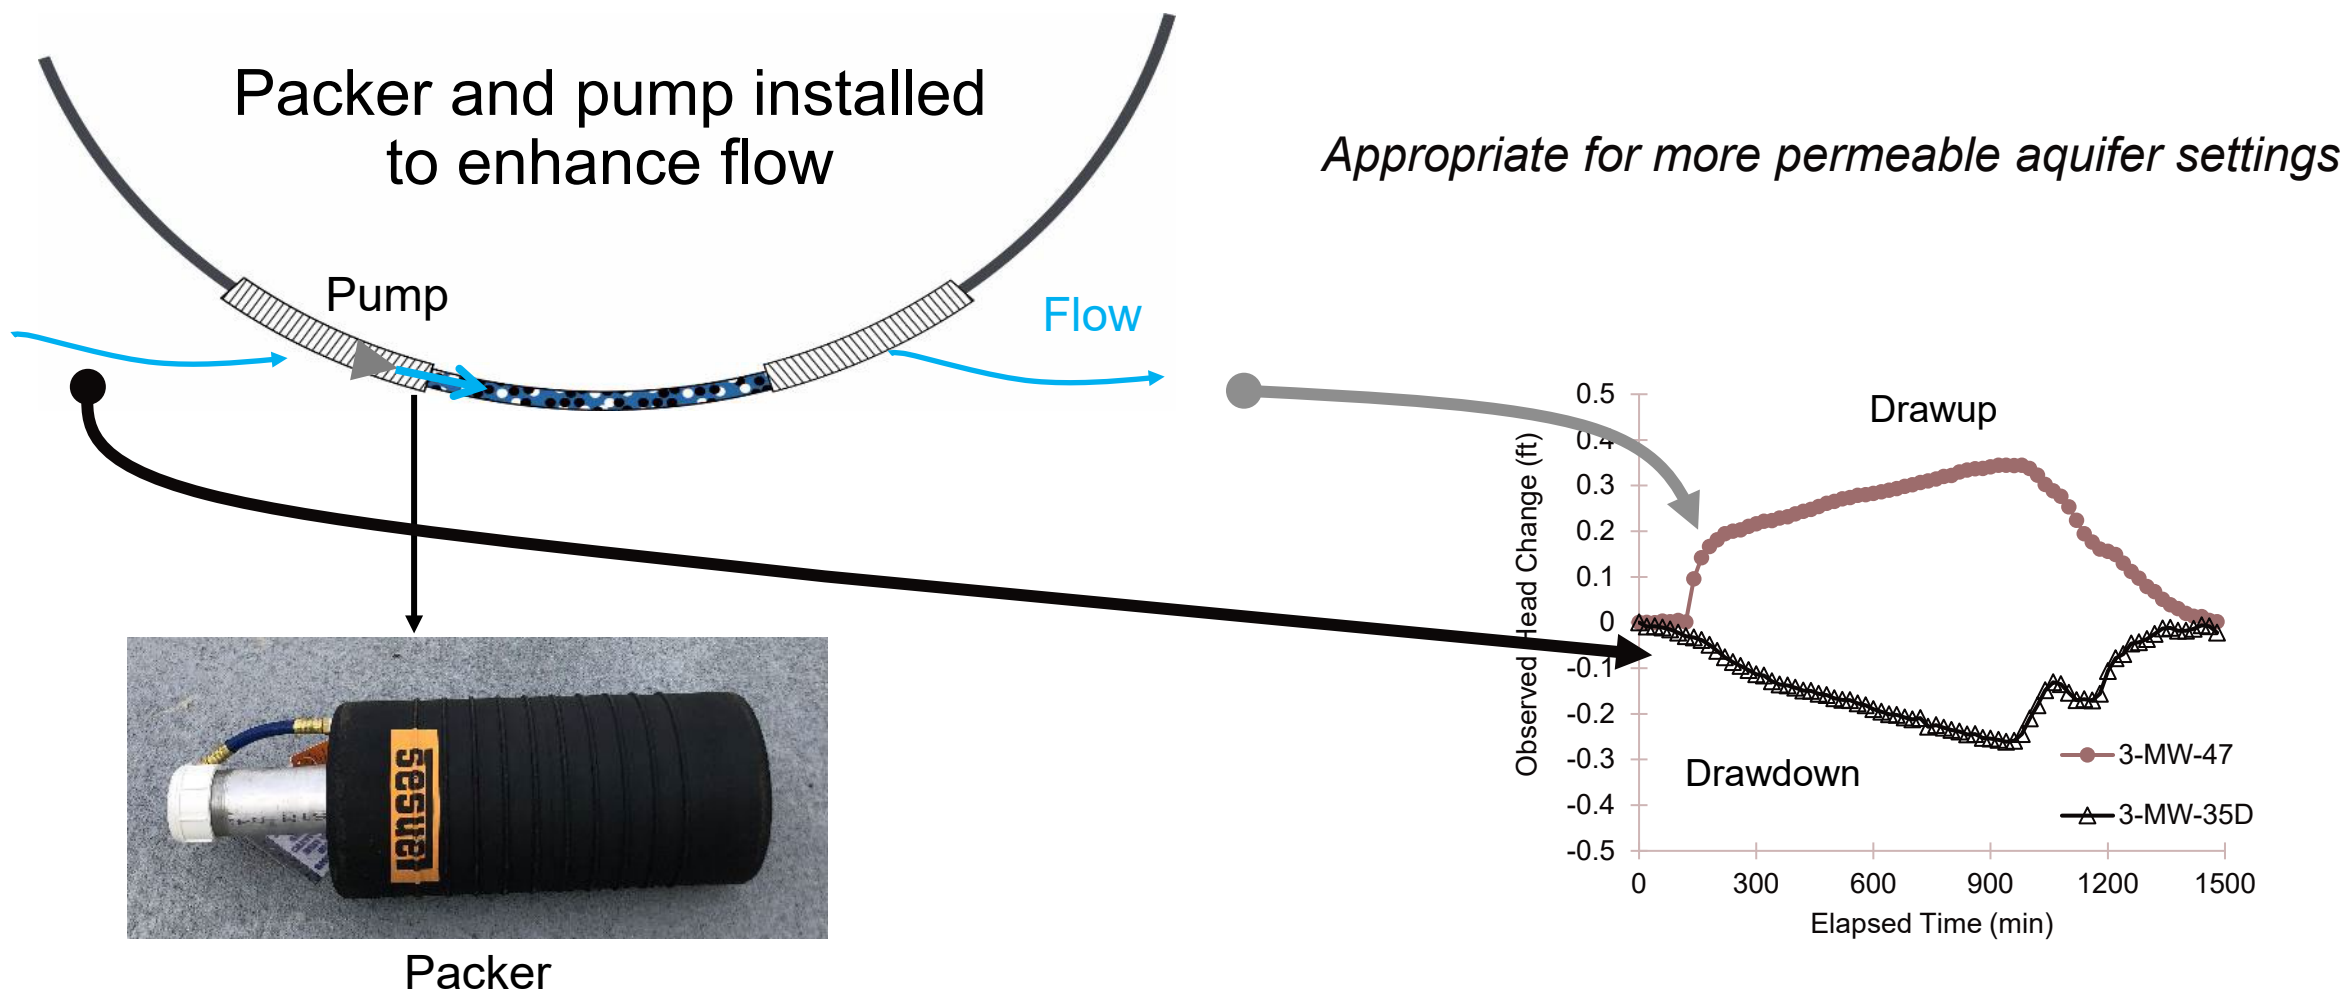 Packer and pump installed
to enhance flow
Appropriate for more permeable aquifer settings
Pump
Flow
Packer
Drawup
Drawdown
Observed Head Change (ft)
0.5
0.4
0.3
0.2
0.1
0
-0.1
-0.2
-0.3
-0.4
-0.5
0 300 600 900 1200 1500
Elapsed Time (min)
3-MW-47
3-MW-35D